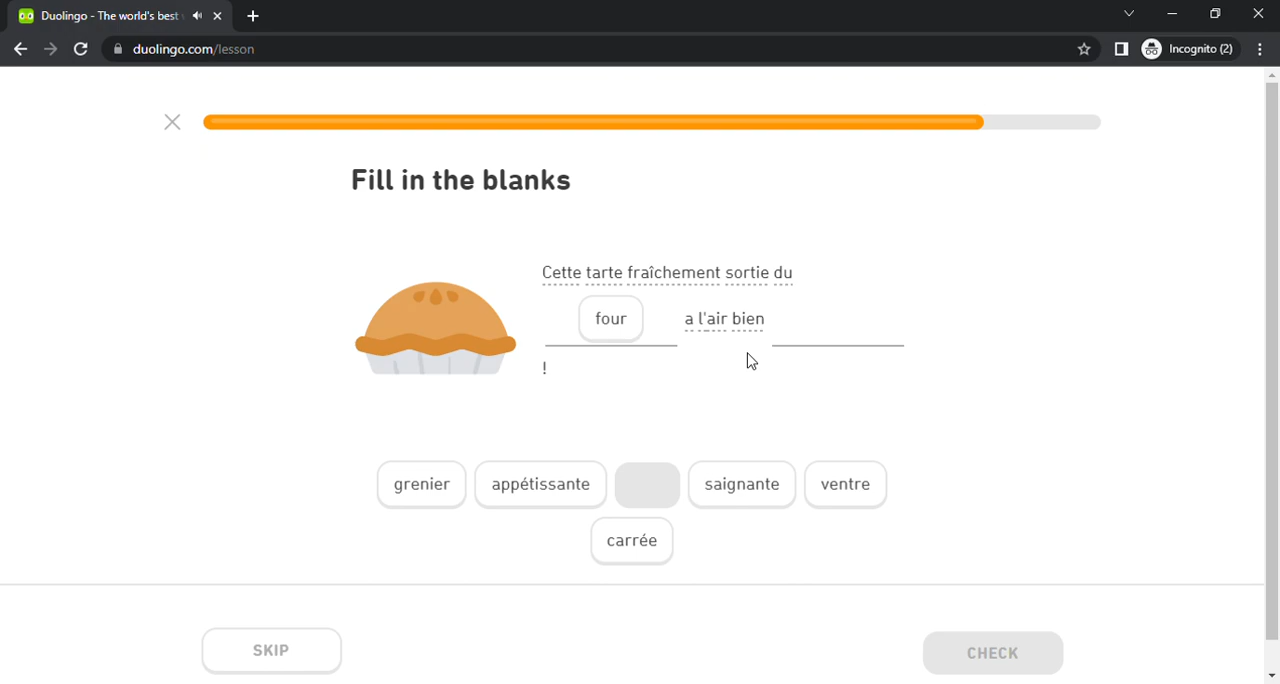 Duolingo - The world's best
duolingo.com/lesson
Incognito (2)
Fill in the blanks
Cette tarte fraîchement sortie du
four a l'air bien
!
grenier appétissante saignante ventre
carrée
SKIP CHECK